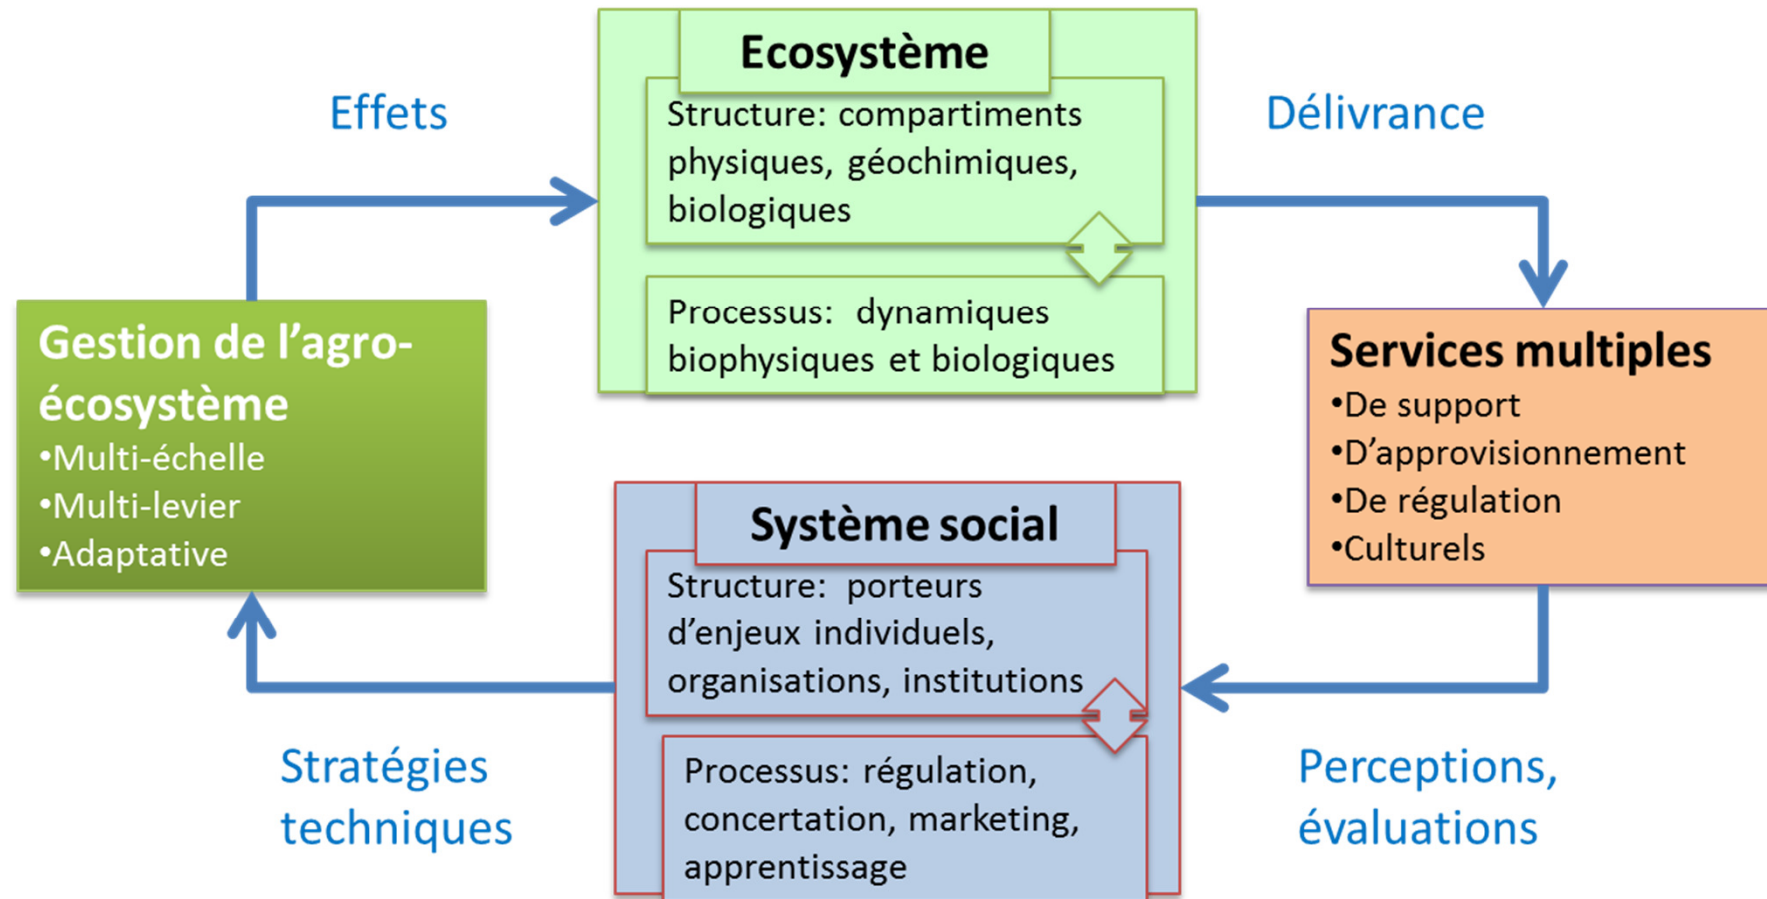 Effets
Ecosystème
Structure: compartiments
physiques, géochimiques,
biologiques
Processus: dynamiques
biophysiques et biologiques
Délivrance
Gestion de l’agro-
écosystème
•Multi-échelle
•Multi-levier
•Adaptative
Services multiples
•De support
•D’approvisionnement
•De régulation
•Culturels
Système social
Structure: porteurs
d’enjeux individuels,
organisations, institutions
Processus: régulation,
concertation, marketing,
apprentissage
Stratégies
techniques
Perceptions,
évaluations